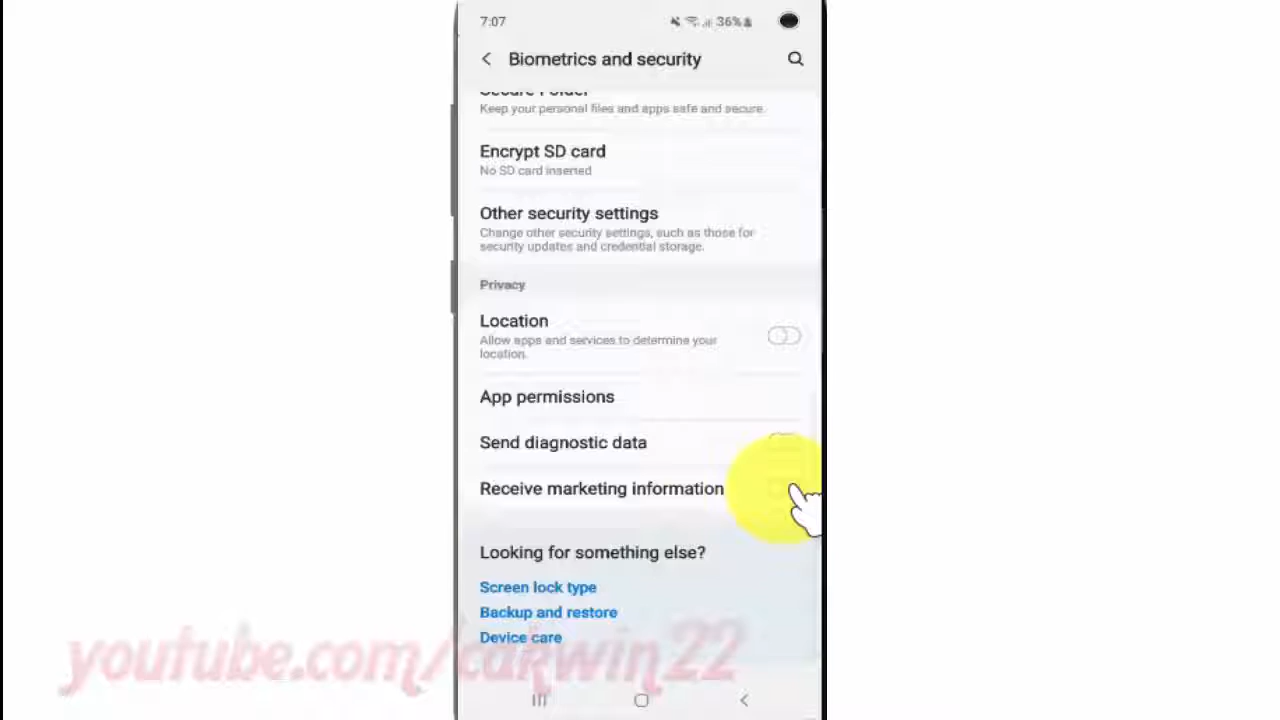 7:07 36%
Biometrics and security
Secure Folder
Keep your personal files and apps safe and secure.
Encrypt SD card
No SD card inserted
Other security settings
Change other security settings, such as those for
security updates and credential storage.
Privacy
Location
Allow apps and services to determine your
location.
App permissions
Send diagnostic data
Receive marketing information
Looking for something else?
Screen lock type
Backup and restore
Device care
youtube.com/cakwin22